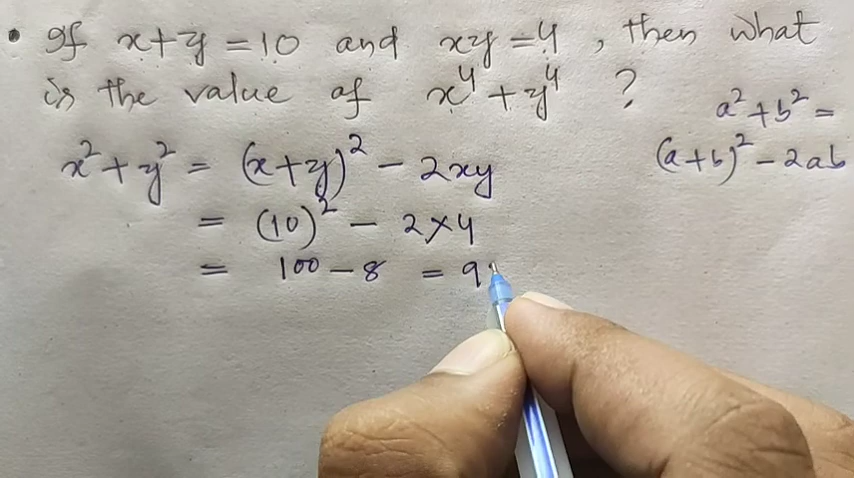 • If x+y=10 and xy=4, then what
is the value of x⁴+y⁴ ?
a²+b² =
(a+b)²-2ab
x²+y² = (x+y)² - 2xy
= (10)² - 2×4
= 100-8 = 9